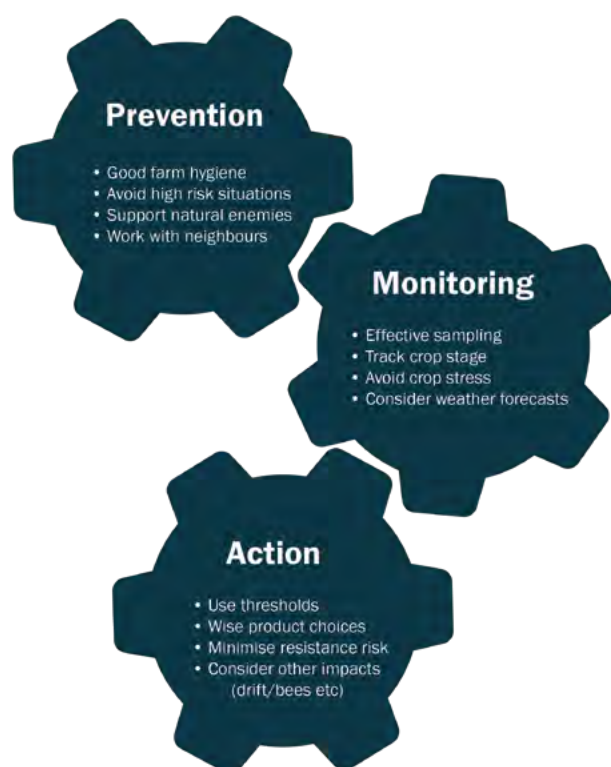 Prevention
• Good farm hygiene
• Avoid high risk situations
• Support natural enemies
• Work with neighbours
Monitoring
• Effective sampling
• Track crop stage
• Avoid crop stress
• Consider weather forecasts
Action
• Use thresholds
• Wise product choices
• Minimise resistance risk
• Consider other impacts
(drift/bees etc)